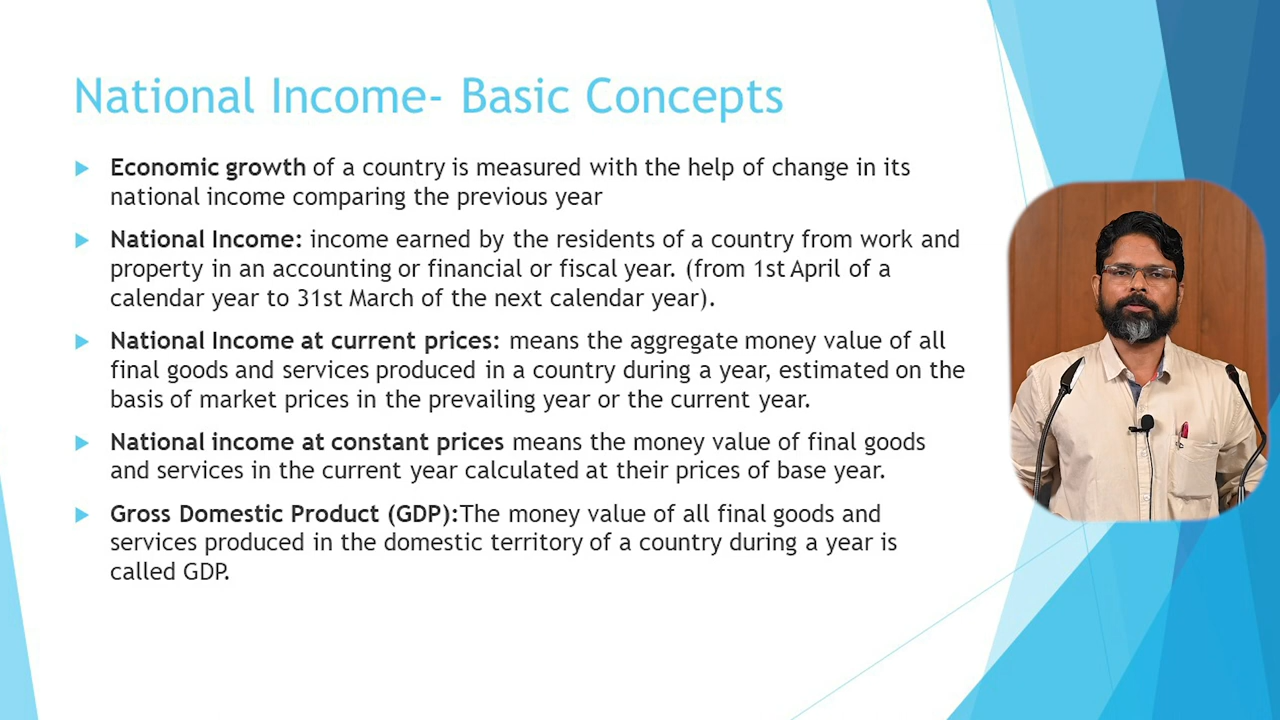 National Income- Basic Concepts
Economic growth of a country is measured with the help of change in its
national income comparing the previous year
National Income: income earned by the residents of a country from work and
property in an accounting or financial or fiscal year. (from 1st April of a
calendar year to 31st March of the next calendar year).
National Income at current prices: means the aggregate money value of all
final goods and services produced in a country during a year, estimated on the
basis of market prices in the prevailing year or the current year.
National income at constant prices means the money value of final goods
and services in the current year calculated at their prices of base year.
Gross Domestic Product (GDP):The money value of all final goods and
services produced in the domestic territory of a country during a year is
called GDP.